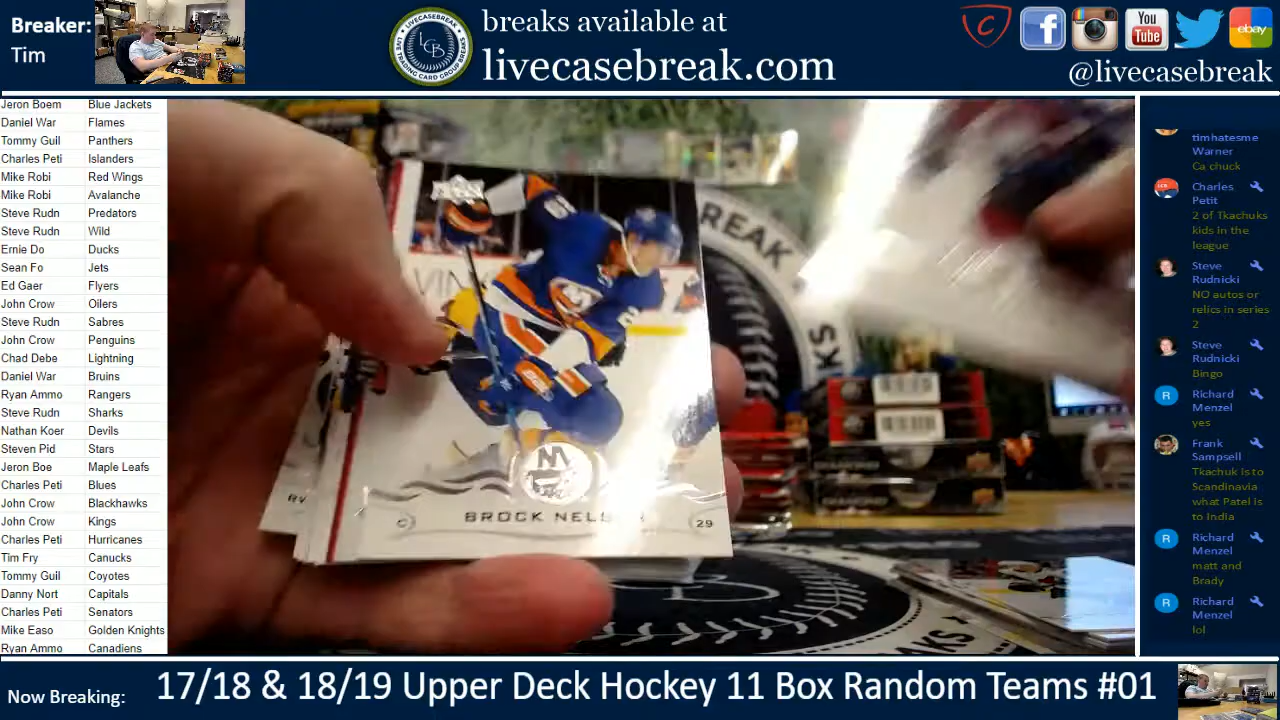 Breaker:
Tim
breaks available at
livecasebreak.com
@livecasebreak
You
Tube
ebay
LCB
Jeron Boem Blue Jackets
Daniel War Flames
Tommy Guil Panthers
Charles Peti Islanders
Mike Robi Red Wings
Mike Robi Avalanche
Steve Rudn Predators
Steve Rudn Wild
Ernie Do Ducks
Sean Fo Jets
Ed Gaer Flyers
John Crow Oilers
Steve Rudn Sabres
John Crow Penguins
Chad Debe Lightning
Daniel War Bruins
Ryan Ammo Rangers
Steve Rudn Sharks
Nathan Koer Devils
Steven Pid Stars
Jeron Boe Maple Leafs
Charles Peti Blues
John Crow Blackhawks
John Crow Kings
Charles Peti Hurricanes
Tim Fry Canucks
Tommy Guil Coyotes
Danny Nort Capitals
Charles Peti Senators
Mike Easo Golden Knights
Ryan Ammo Canadiens
BREAK
BROCK NELS
C
29
timhatesme
Warner
Ca chuck
Charles
Petit
2 of Tkachuks
kids in the
league
Steve
Rudnicki
NO autos or
relics in series
2
Steve
Rudnicki
Bingo
R Richard
Menzel
yes
Frank
Sampsell
Tkachuk is to
Scandinavia
what Patel is
to India
R Richard
Menzel
matt and
Brady
R Richard
Menzel
lol
Now Breaking:
17/18 & 18/19 Upper Deck Hockey 11 Box Random Teams #01